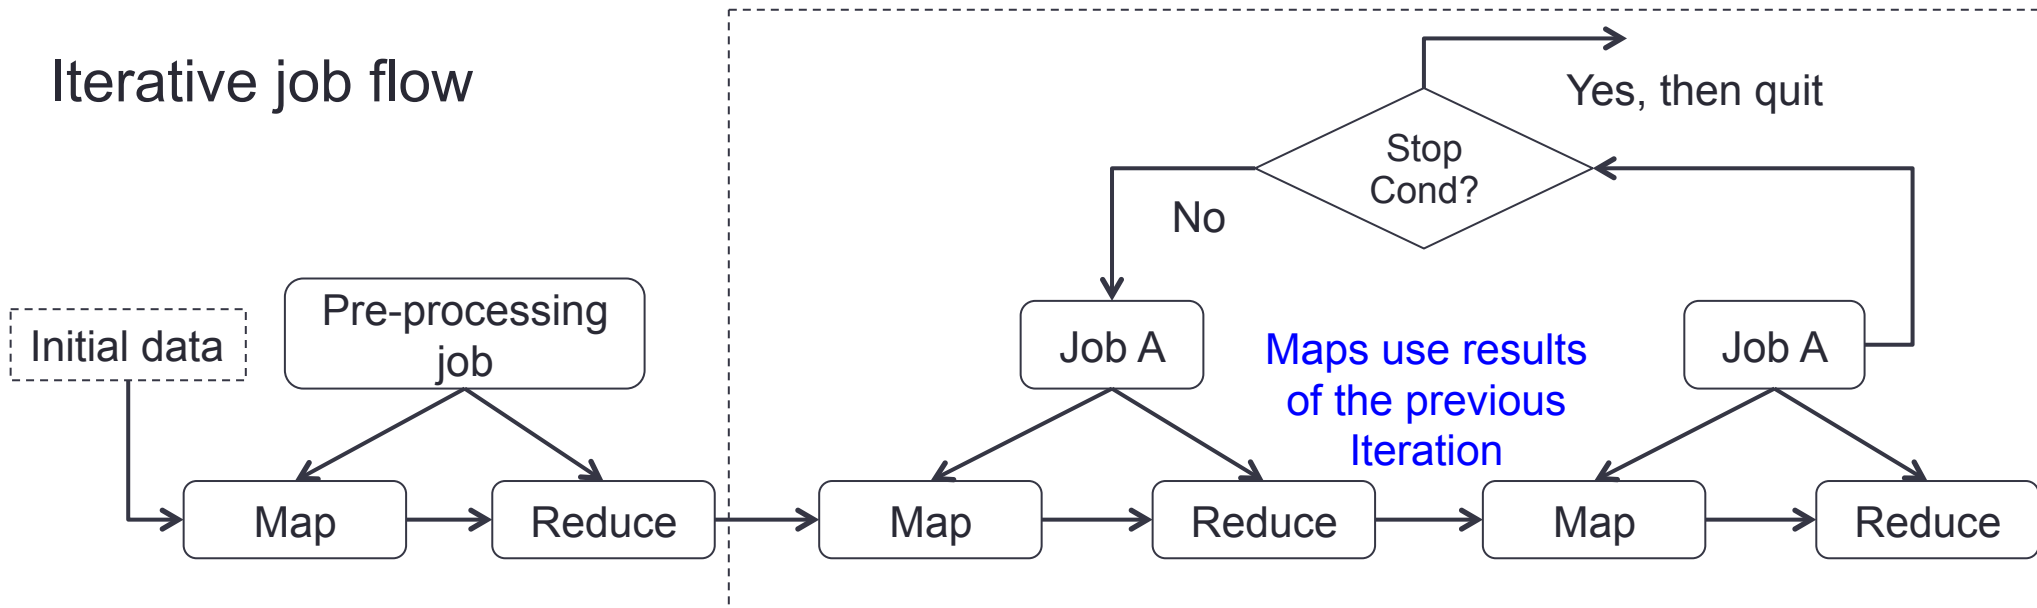 Iterative job flow
Yes, then quit
Stop
Cond?
No
Initial data
Pre-processing
job
Job A
Maps use results
of the previous
Iteration
Job A
Map
Reduce
Map
Reduce
Map
Reduce